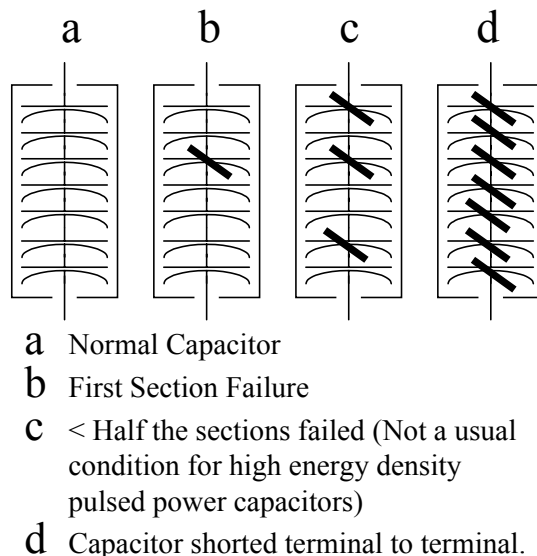 a b c d
a Normal Capacitor
b First Section Failure
c < Half the sections failed (Not a usual
condition for high energy density
pulsed power capacitors)
d Capacitor shorted terminal to terminal.